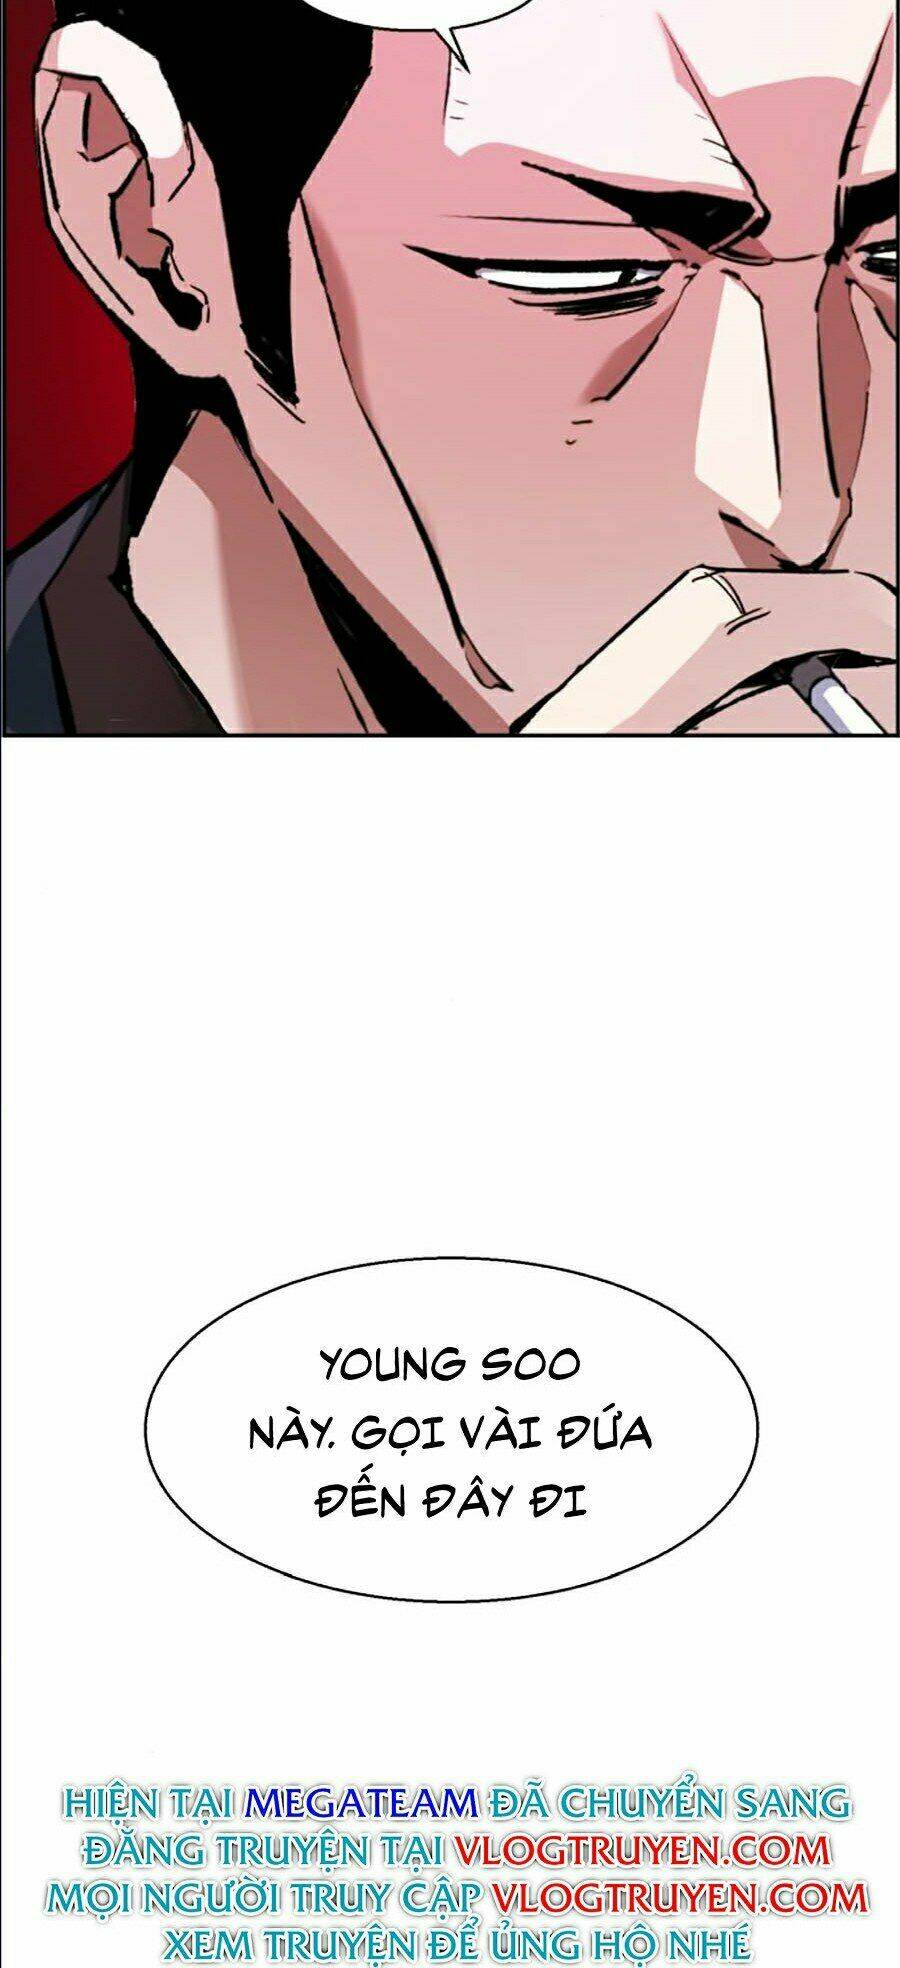 YOUNG SOO
NÀY. GỌI VÀI ĐỨA
ĐẾN ĐÂY ĐI
HIỆN TẠI MEGATEAM ĐÃ CHUYỂN SANG
ĐĂNG TRUYỆN TẠI VLOGTRUYEN.COM
MỌI NGƯỜI TRUY CẬP VLOGTRUYEN.COM
XEM TRUYỆN ĐỂ ỦNG HỘ NHÉ